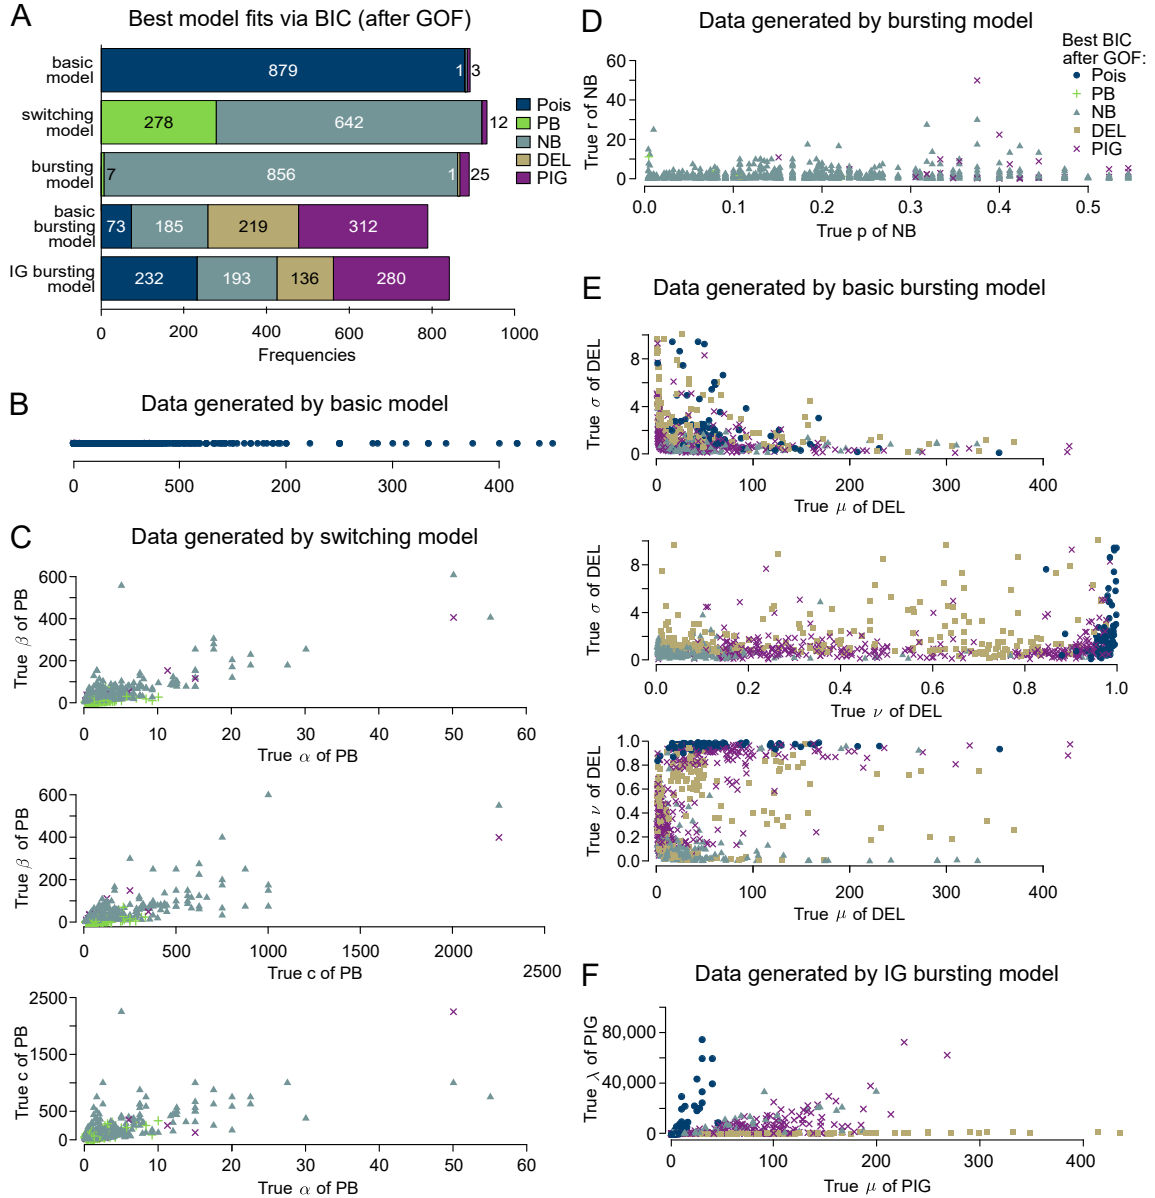 A
Best model fits via BIC (after GOF)
basic
model
879
1
3
switching
model
278
642
12
bursting
model
7
856
1
25
basic
bursting
model
73
185
219
312
IG bursting
model
232
193
136
280
0
200
400
600
800
1000
Frequencies
Pois
PB
NB
DEL
PIG
B
Data generated by basic model
0
500
200
300
400
C
Data generated by switching model
True β of PB
600
400
200
0
0
10
20
30
40
50
60
True α of PB
True β of PB
600
400
200
0
0
500
1000
1500
2000
2500
True c of PB
True c of PB
2500
1500
500
0
0
10
20
30
40
50
60
True α of PB
D
Data generated by bursting model
True r of NB
60
40
20
0
0.0
0.1
0.2
0.3
0.4
0.5
True p of NB
Best BIC
after GOF:
Pois
PB
NB
DEL
PIG
E
Data generated by basic bursting model
True σ of DEL
8
4
0
0
100
200
300
400
True μ of DEL
True σ of DEL
8
4
0
0.0
0.2
0.4
0.6
0.8
1.0
True ν of DEL
True ν of DEL
1.0
0.8
0.6
0.4
0.2
0.0
0
100
200
300
400
True μ of DEL
F
Data generated by IG bursting model
True λ of PIG
80,000
40,000
0
0
100
200
300
400
True μ of PIG